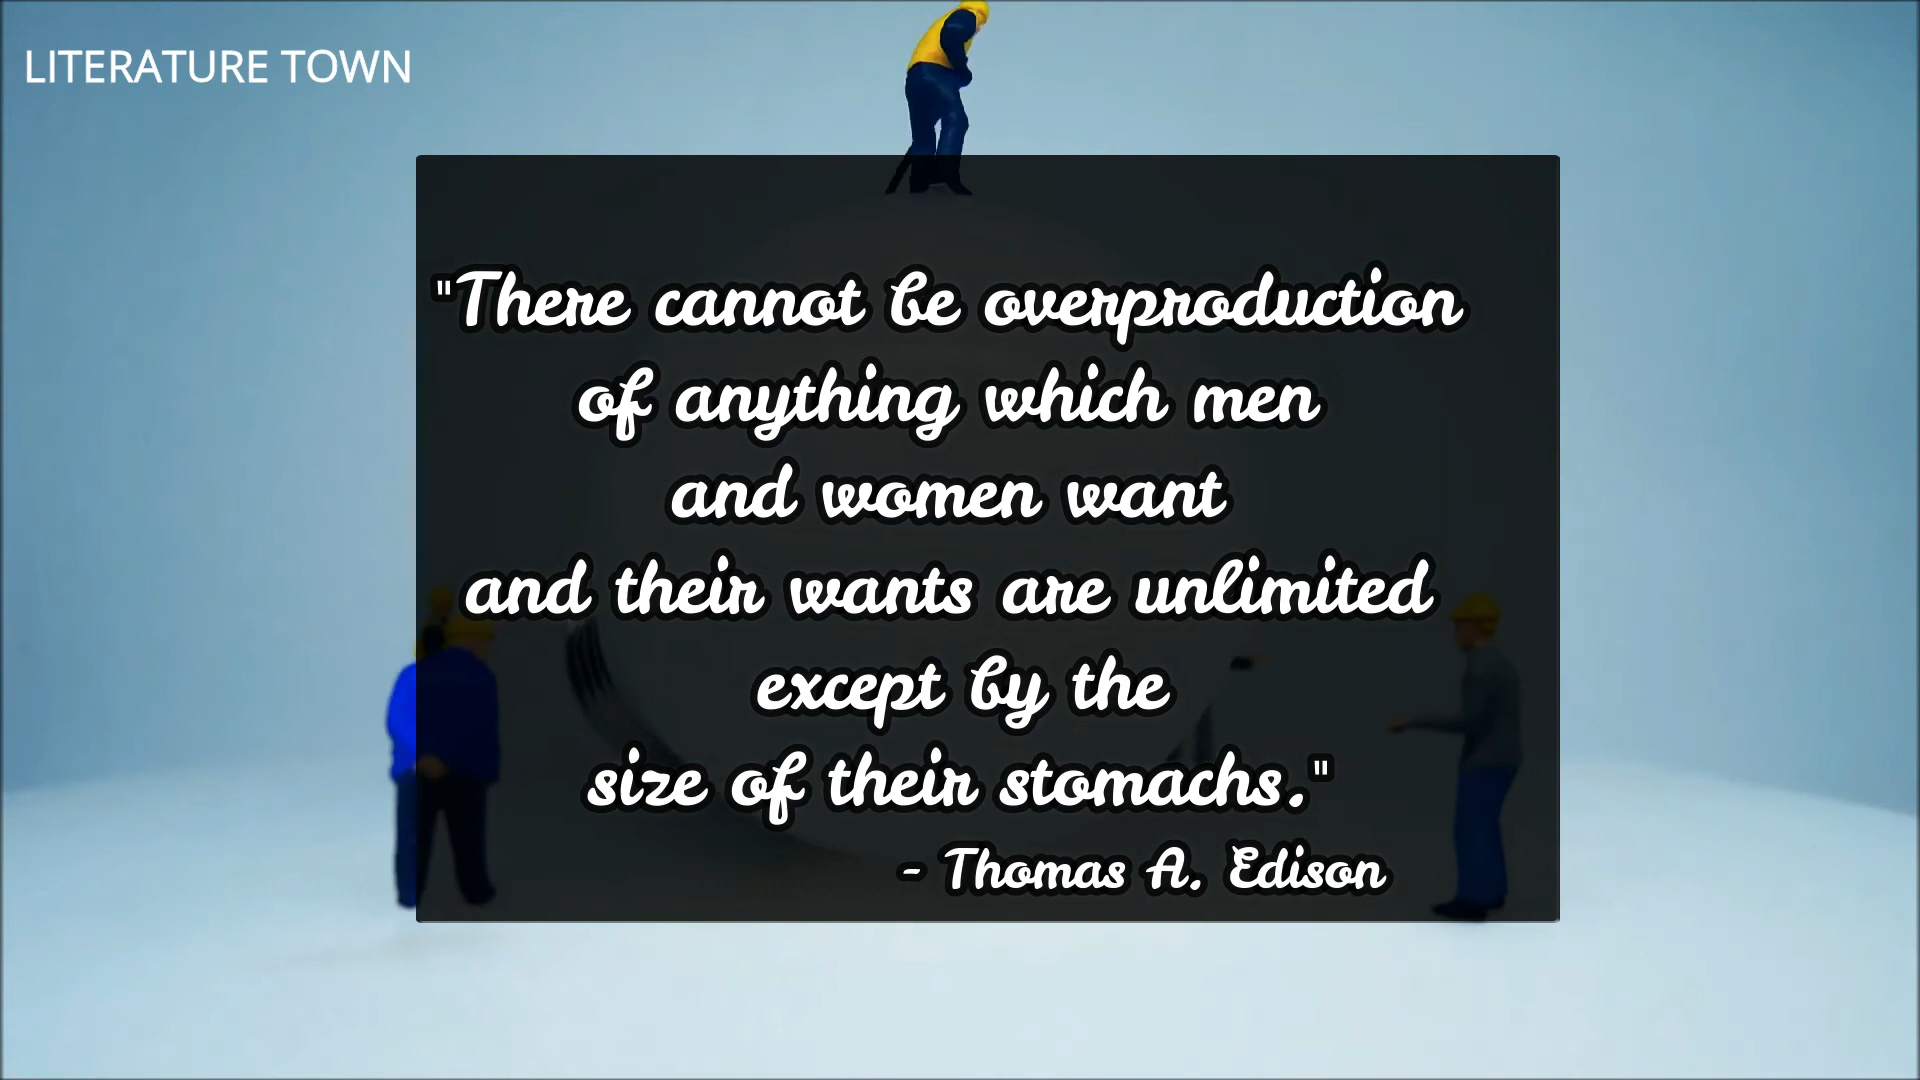 LITERATURE TOWN
"There cannot be overproduction
of anything which men
and women want
and their wants are unlimited
except by the
size of their stomachs."
- Thomas A. Edison